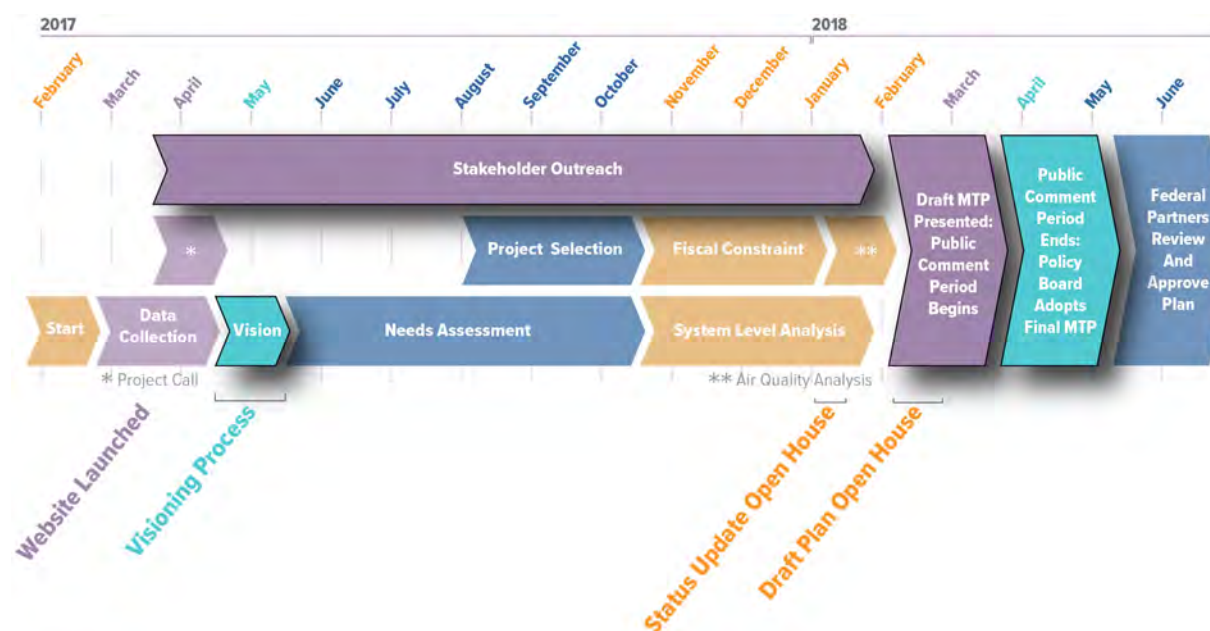 2017
2018
February
March
April
May
June
July
August
September
October
November
December
January
February
March
April
May
June
Stakeholder Outreach
*
Project Selection
Fiscal Constraint
**
Start
Data
Collection
Vision
Needs Assessment
System Level Analysis
Draft MTP
Presented:
Public
Comment
Period
Begins
Public
Comment
Period
Ends:
Policy
Board
Adopts
Final MTP
Federal
Partners
Review
And
Approve
Plan
* Project Call
** Air Quality Analysis
Website Launched
Visioning Process
Status Update Open House
Draft Plan Open House